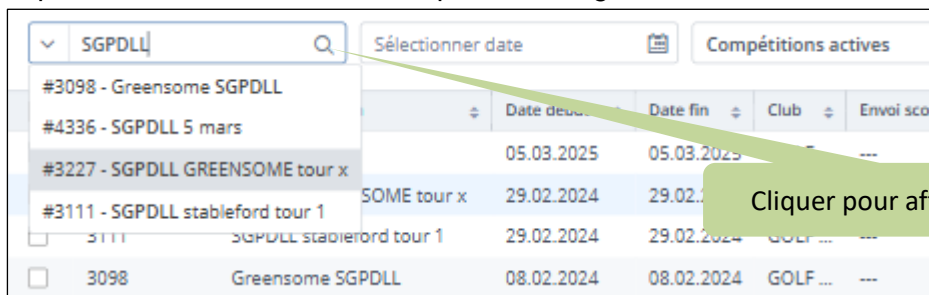 SGPDLL Sélectionner date Compétitions actives
#3098 - Greensome SGPDLL
#4336 - SGPDLL 5 mars
#3227 - SGPDLL GREENSOME tour x
#3111 - SGPDLL stableford tour 1
Date fin Club Envoi sco
05.03.2025 05.03.2025 ---
SOME tour x 29.02.2024 29.02.
Cliquer pour af
3111 SGPDLL stableford tour 1 29.02.2024 29.02.2024 GOLF ... ---
3098 Greensome SGPDLL 08.02.2024 08.02.2024 GOLF ... ---